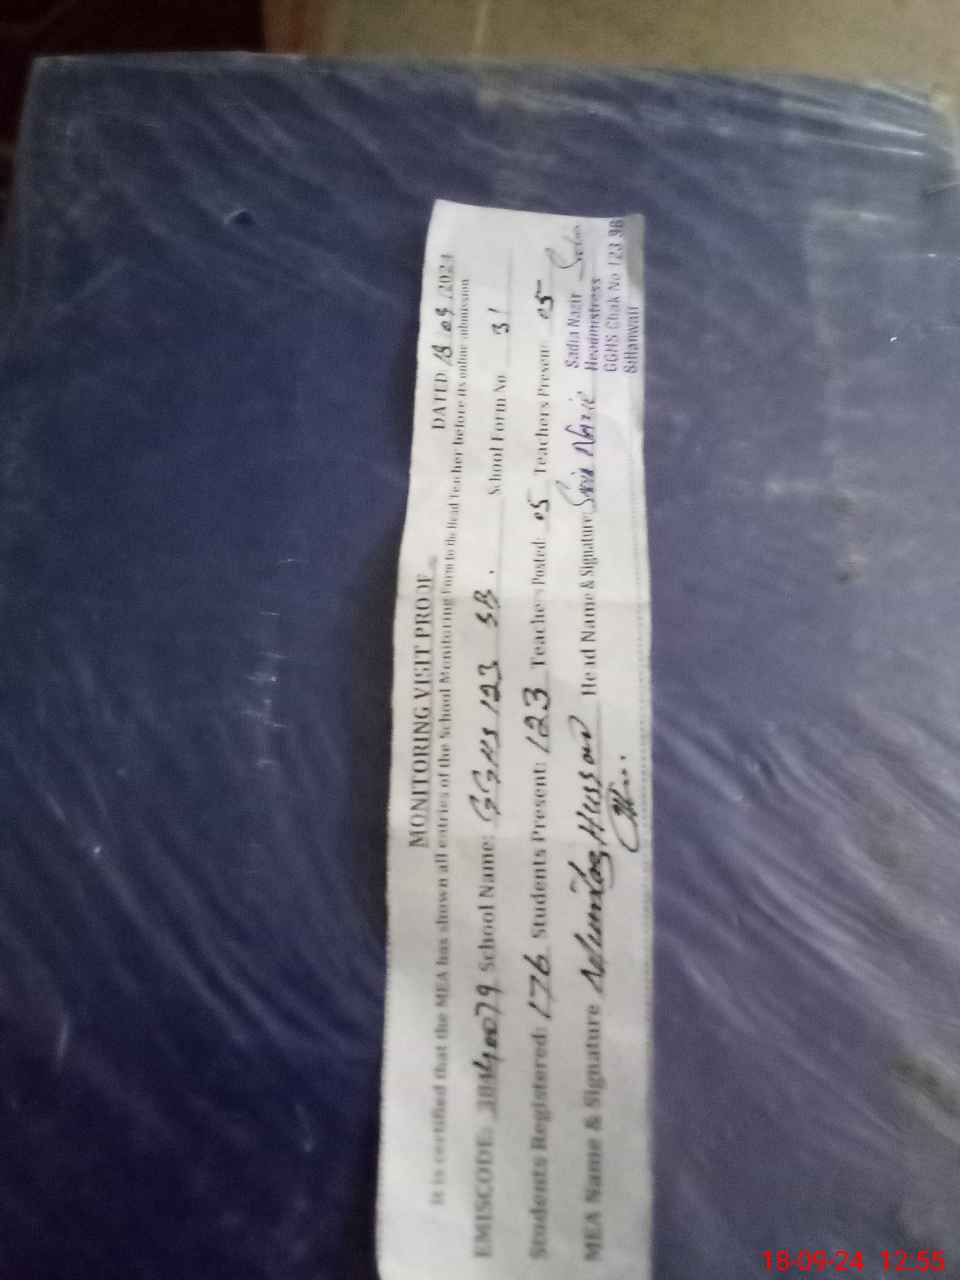 MONITORING VISIT PROOF
DATED 18 09 /2024
It is certified that the MEA has shown all entries of the School Monitoring Form to the Head Teacher before its online submission
EMISCODE: 38440079 School Name: GGHS 123 SB. School Form No. 31
Students Registered: 176 Students Present: 123 Teachers Posted: 05 Teachers Present: 05
MEA Name & Signature Hussain Head Name & Signature
Sadia Nazir
Headmistress
GGHS Chak No 123 SB
Sillanwali
18-09-24 12:55